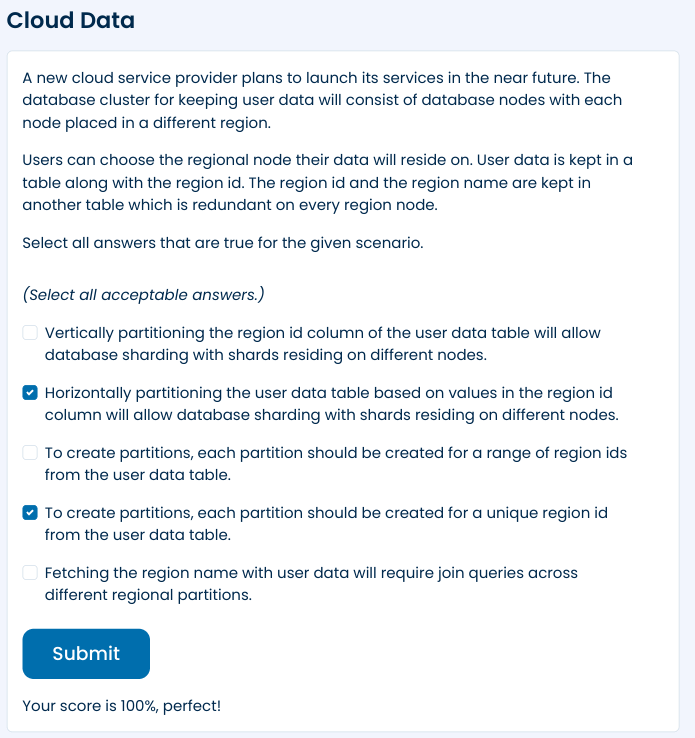 Cloud Data
A new cloud service provider plans to launch its services in the near future. The
database cluster for keeping user data will consist of database nodes with each
node placed in a different region.
Users can choose the regional node their data will reside on. User data is kept in a
table along with the region id. The region id and the region name are kept in
another table which is redundant on every region node.
Select all answers that are true for the given scenario.
(Select all acceptable answers.)
Vertically partitioning the region id column of the user data table will allow
database sharding with shards residing on different nodes.
Horizontally partitioning the user data table based on values in the region id
column will allow database sharding with shards residing on different nodes.
To create partitions, each partition should be created for a range of region ids
from the user data table.
To create partitions, each partition should be created for a unique region id
from the user data table.
Fetching the region name with user data will require join queries across
different regional partitions.
Submit
Your score is 100%, perfect!